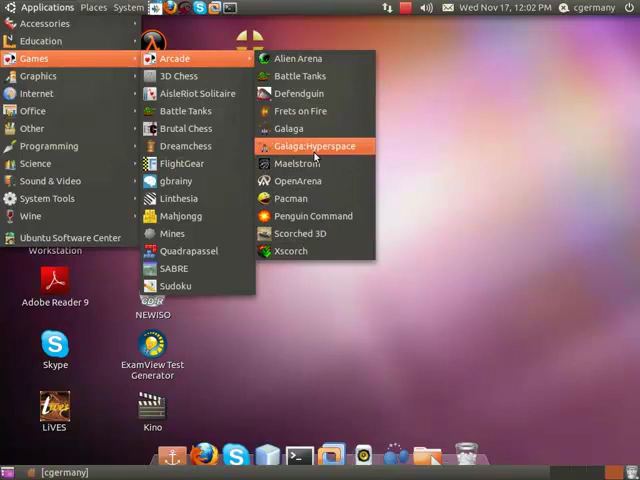 Applications Places System
Wed Nov 17, 12:02 PM cgermany
Accessories
Education
Games
Graphics
Internet
Office
Other
Programming
Science
Sound & Video
System Tools
Wine
Ubuntu Software Center
Arcade
3D Chess
AisleRiot Solitaire
Battle Tanks
Brutal Chess
Dreamchess
FlightGear
gbrainy
Linthesia
Mahjongg
Mines
Quadrapassel
SABRE
Sudoku
Alien Arena
Battle Tanks
Defendguin
Frets on Fire
Galaga
Galaga:Hyperspace
Maelstrom
OpenArena
Pacman
Penguin Command
Scorched 3D
Xscorch
Workstation
Adobe Reader 9
NEWISO
Skype
ExamView Test
Generator
LiVES
Kino
[cgermany]